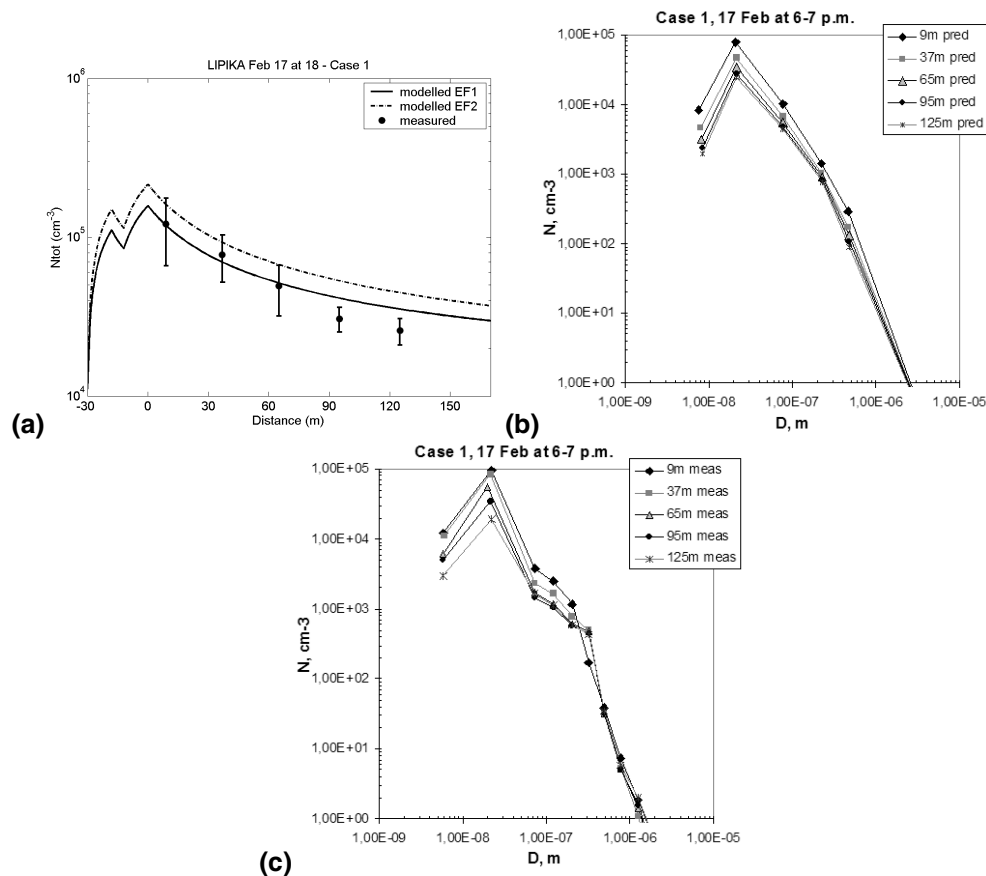 LIPIKA Feb 17 at 18 - Case 1
10^6
10^5
10^4
Ntot (cm^-3)
modelled EF1
modelled EF2
measured
-30 0 30 60 90 120 150
Distance (m)
(a)
Case 1, 17 Feb at 6-7 p.m.
1,00E+05
1,00E+04
1,00E+03
1,00E+02
1,00E+01
1,00E+00
N, cm-3
9m pred
37m pred
65m pred
95m pred
125m pred
1,00E-09 1,00E-08 1,00E-07 1,00E-06 1,00E-05
D, m
(b)
Case 1, 17 Feb at 6-7 p.m.
1,00E+05
1,00E+04
1,00E+03
1,00E+02
1,00E+01
1,00E+00
N, cm-3
9m meas
37m meas
65m meas
95m meas
125m meas
1,00E-09 1,00E-08 1,00E-07 1,00E-06 1,00E-05
D, m
(c)